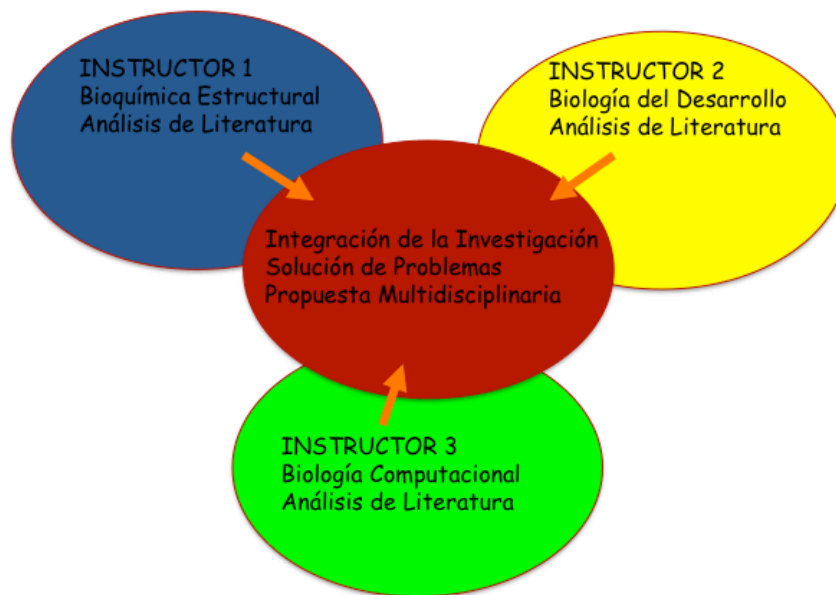 INSTRUCTOR 1
Bioquímica Estructural
Análisis de Literatura
INSTRUCTOR 2
Biología del Desarrollo
Análisis de Literatura
Integración de la Investigación
Solución de Problemas
Propuesta Multidisciplinaria
INSTRUCTOR 3
Biología Computacional
Análisis de Literatura